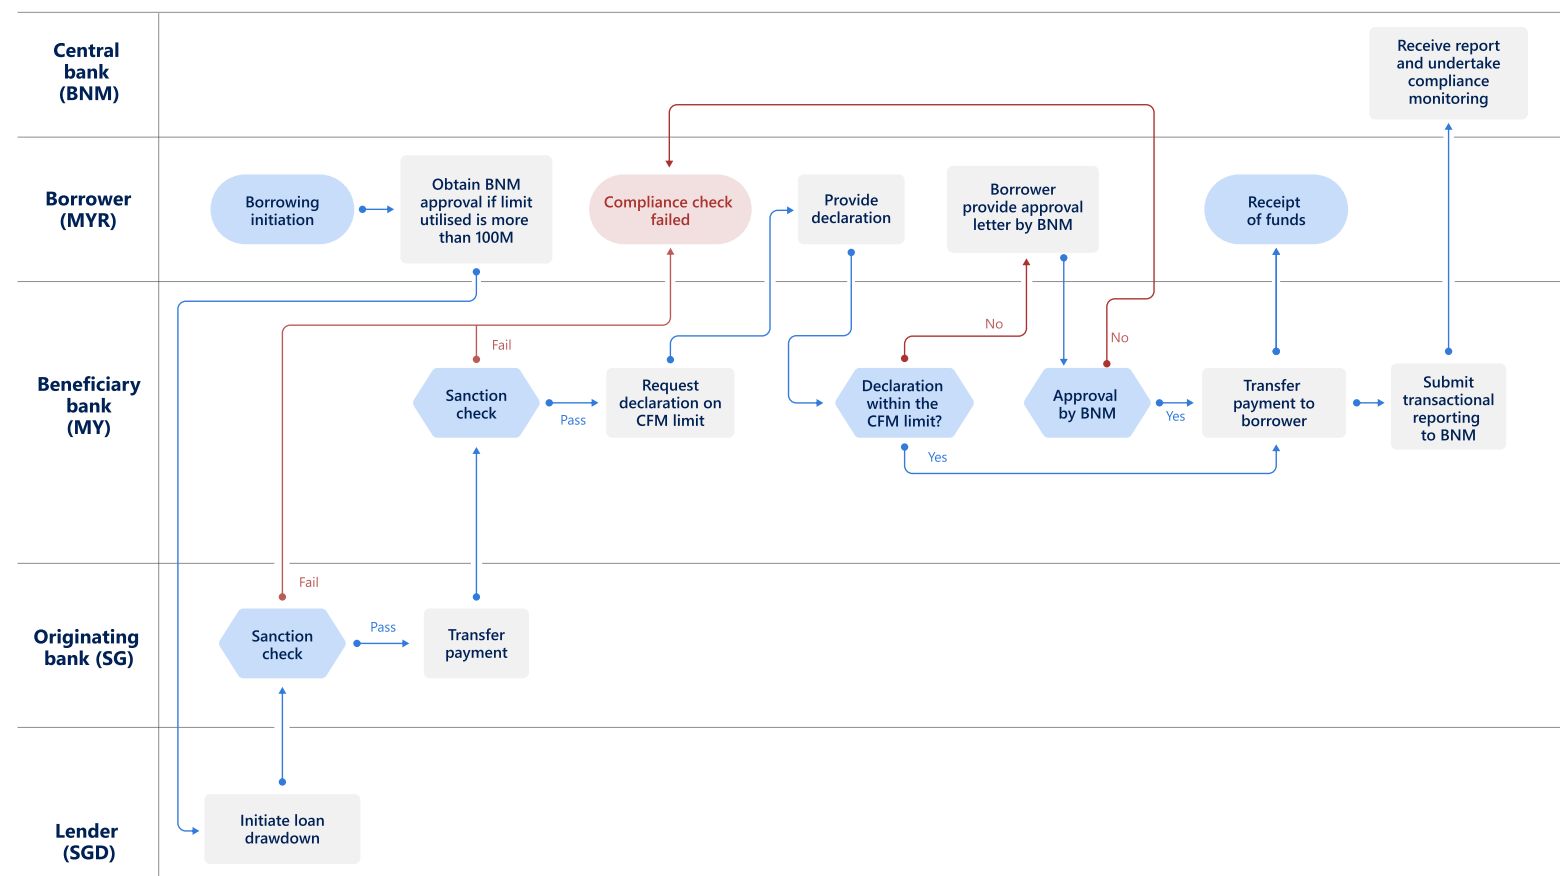 Central
bank
(BNM)
Receive report
and undertake
compliance
monitoring
Borrower
(MYR)
Borrowing
initiation
Obtain BNM
approval if limit
utilised is more
than 100M
Compliance check
failed
Provide
declaration
Borrower
provide approval
letter by BNM
Receipt
of funds
Beneficiary
bank
(MY)
Fail
Sanction
check
Pass
Request
declaration on
CFM limit
Declaration
within the
CFM limit?
No
Yes
Approval
by BNM
No
Yes
Transfer
payment to
borrower
Submit
transactional
reporting
to BNM
Originating
bank (SG)
Fail
Sanction
check
Pass
Transfer
payment
Lender
(SGD)
Initiate loan
drawdown